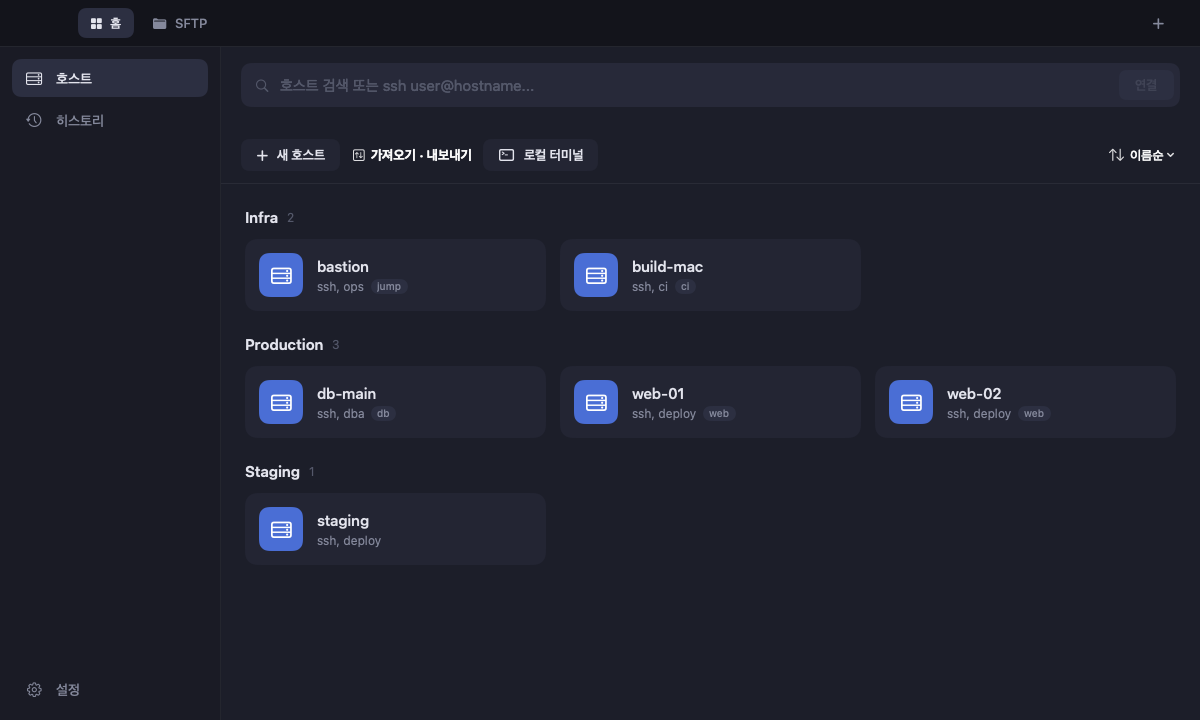 홈
SFTP
호스트
히스토리
설정
호스트 검색 또는 ssh user@hostname...
연결
새 호스트
가져오기 · 내보내기
로컬 터미널
이름순
Infra 2
bastion
ssh, ops jump
build-mac
ssh, ci ci
Production 3
db-main
ssh, dba db
web-01
ssh, deploy web
web-02
ssh, deploy web
Staging 1
staging
ssh, deploy